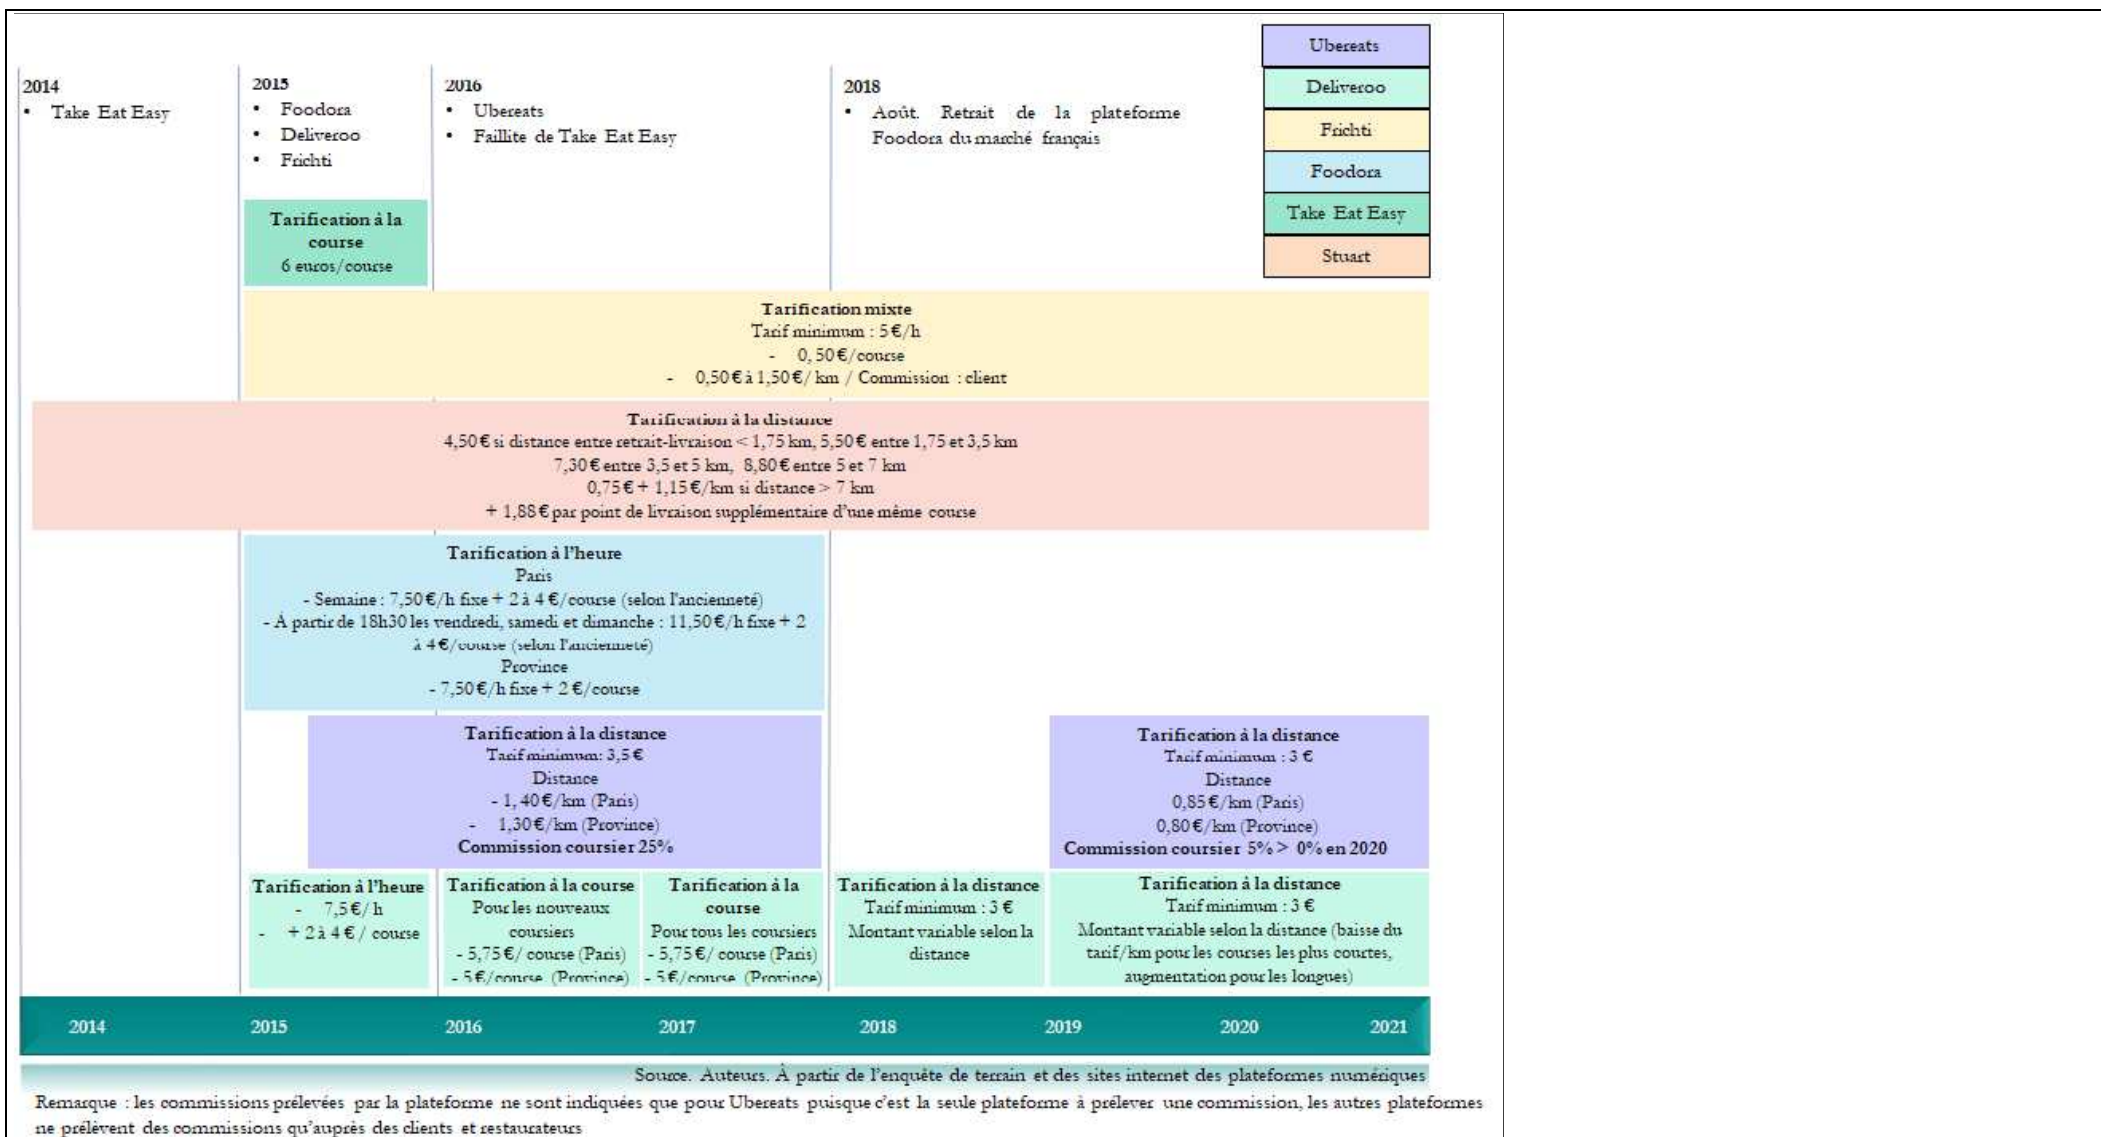 Ubereats
Deliveroo
Frichti
Foodora
Take Eat Easy
Stuart
2014
• Take Eat Easy
2015
• Foodora
• Deliveroo
• Frichti
2016
• Ubereats
• Faillite de Take Eat Easy
2018
• Août. Retrait de la plateforme
Foodora du marché français
Tarification à la
course
6 euros/course
Tarification mixte
Tarif minimum : 5€/h
- 0,50€/course
- 0,50€ à 1,50€/ km / Commission : client
Tarification à la distance
4,50€ si distance entre retrait-livraison < 1,75 km, 5,50€ entre 1,75 et 3,5 km
7,30€ entre 3,5 et 5 km, 8,80€ entre 5 et 7 km
0,75€ + 1,15€/km si distance > 7 km
+ 1,88€ par point de livraison supplémentaire d'une même course
Tarification à l'heure
Paris
- Semaine : 7,50€/h fixe + 2 à 4 €/course (selon l'ancienneté)
- À partir de 18h30 les vendredi, samedi et dimanche : 11,50€/h fixe + 2
à 4€/course (selon l'ancienneté)
Province
- 7,50€/h fixe + 2 €/course
Tarification à la distance
Tarif minimum: 3,5€
Distance
- 1, 40€/km (Paris)
- 1,30€/km (Province)
Commission coursier 25%
Tarification à la distance
Tarif minimum : 3 €
Distance
0,85€/km (Paris)
0,80€/km (Province)
Commission coursier 5% > 0% en 2020
Tarification à l'heure
- 7,5€/h
- + 2 à 4€ / course
Tarification à la course
Pour les nouveaux
coursiers
- 5,75€/ course (Paris)
- 5€/course (Province)
Tarification à la
course
Pour tous les coursiers
- 5,75€/ course (Paris)
- 5€/course (Province)
Tarification à la distance
Tarif minimum : 3 €
Montant variable selon la
distance
Tarification à la distance
Tarif minimum : 3 €
Montant variable selon la distance (baisse du
tarif/km pour les courses les plus courtes,
augmentation pour les longues)
2014 2015 2016 2017 2018 2019 2020 2021
Source. Auteurs. À partir de l'enquête de terrain et des sites internet des plateformes numériques
Remarque : les commissions prélevées par la plateforme ne sont indiquées que pour Ubereats puisque c'est la seule plateforme à prélever une commission, les autres plateformes
ne prélèvent des commissions qu'auprès des clients et restaurateurs